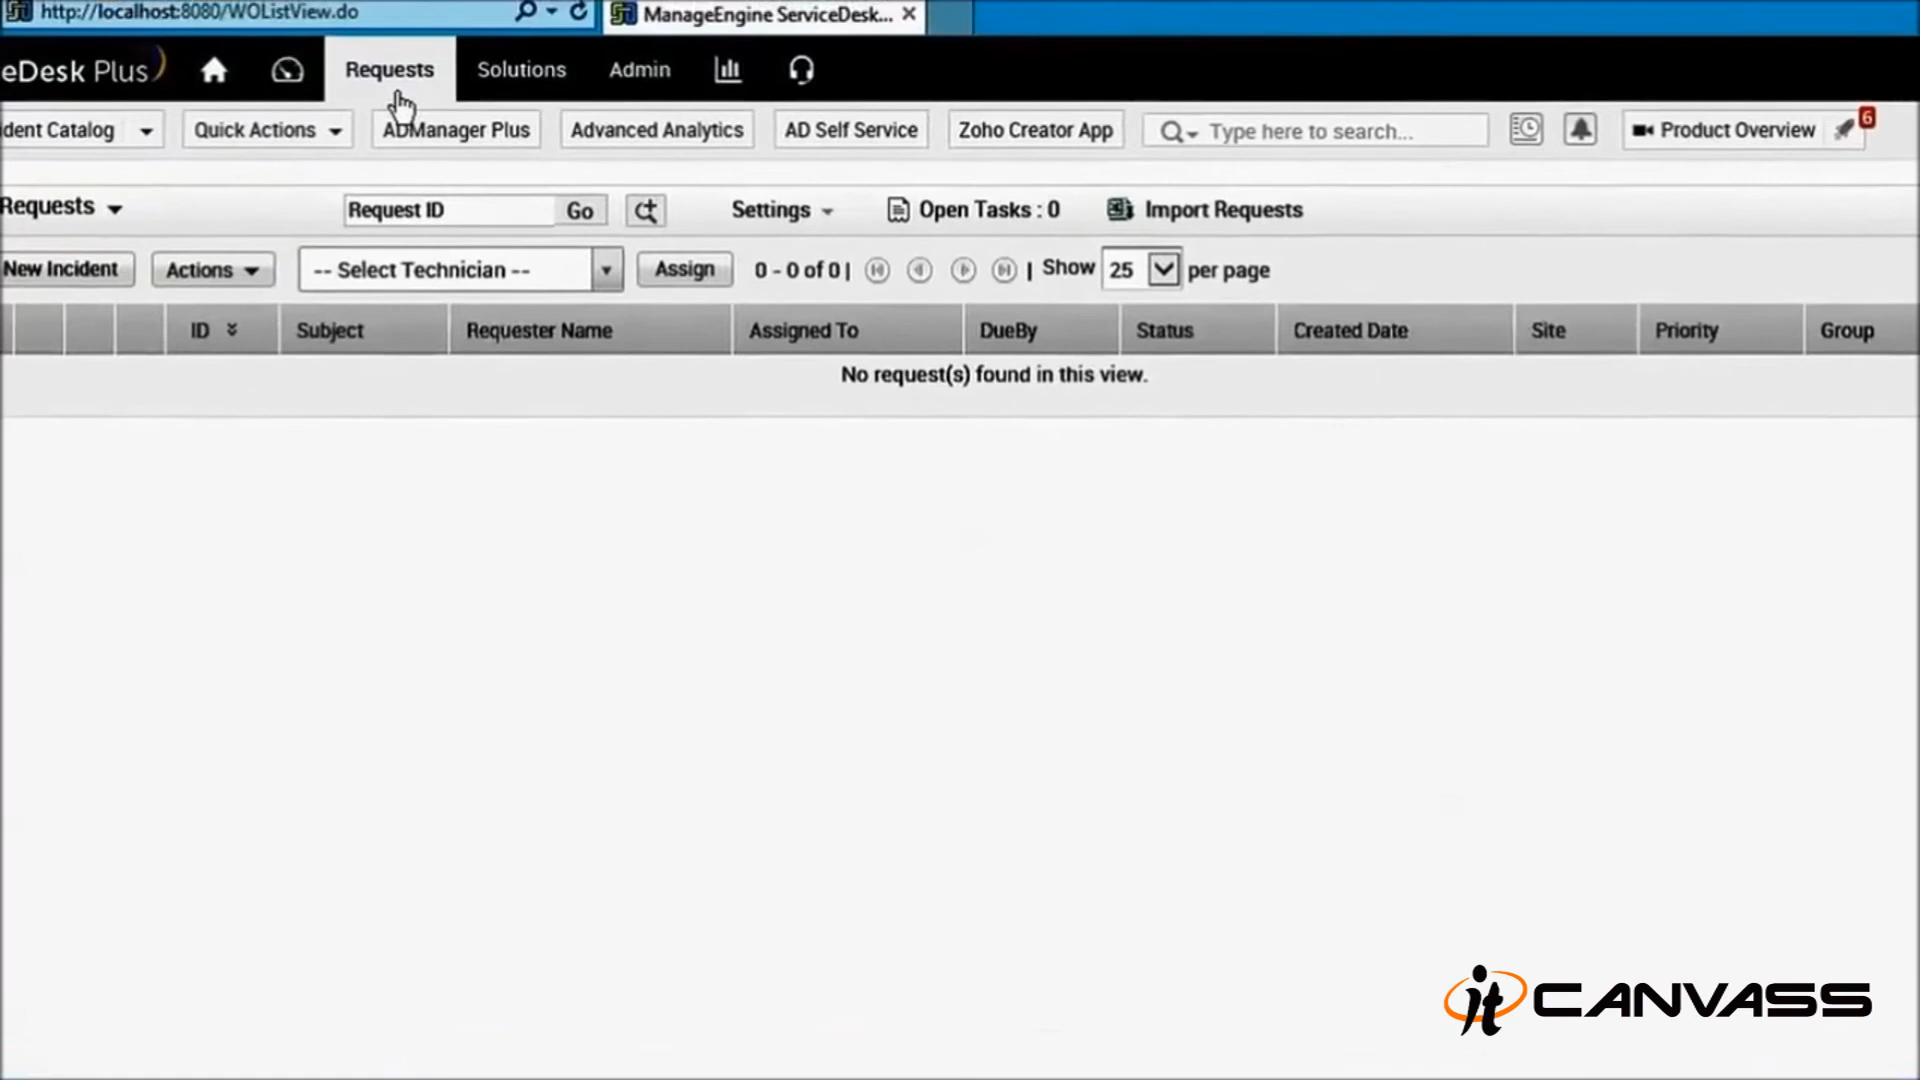 http://localhost:8080/WOListView.do
ManageEngine ServiceDesk...
eDesk Plus
Requests
Solutions
Admin
dent Catalog
Quick Actions
ADManager Plus
Advanced Analytics
AD Self Service
Zoho Creator App
Type here to search...
Product Overview
6
Requests
Request ID
Go
Settings
Open Tasks : 0
Import Requests
New Incident
Actions
-- Select Technician --
Assign
0 - 0 of 0 |
| Show
25
per page
ID
Subject
Requester Name
Assigned To
DueBy
Status
Created Date
Site
Priority
Group
No request(s) found in this view.
it CANVASS